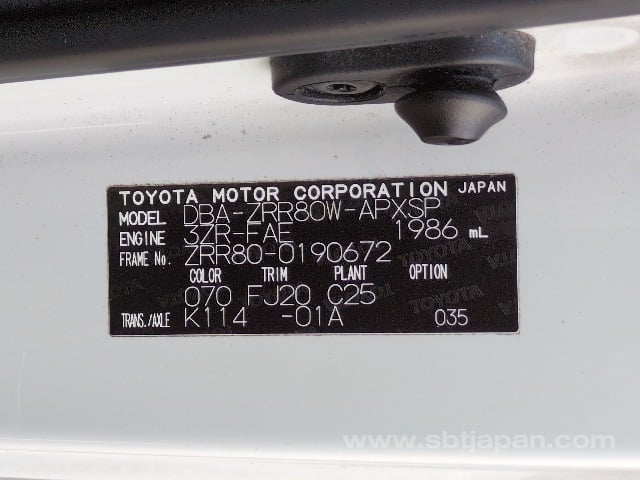 TOYOTA MOTOR CORPORATION JAPAN
MODEL DBA-ZRR80W-APXSP
ENGINE 3ZR-FAE 1986 mL
FRAME No. ZRR80-0190672
COLOR TRIM PLANT OPTION
070 FJ20 C25
TRANS./AXLE K114 -01A 035
www.sbtjapan.com